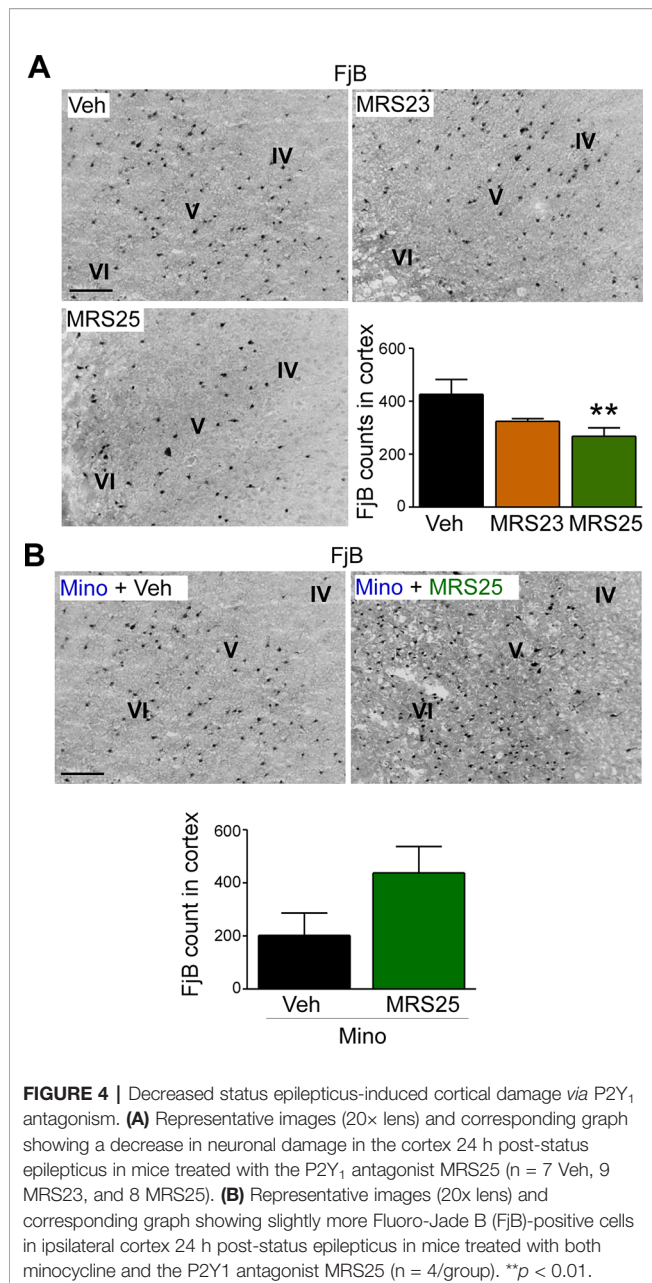 A
FjB
Veh
IV
V
VI
MRS23
IV
V
VI
MRS25
IV
V
VI
FjB counts in cortex
600
400
200
0
**
Veh MRS23 MRS25
B
FjB
Mino + Veh
IV
V
VI
Mino + MRS25
IV
V
VI
FjB count in cortex
600
400
200
0
Veh MRS25
Mino
FIGURE 4 | Decreased status epilepticus-induced cortical damage via P2Y1
antagonism. (A) Representative images (20× lens) and corresponding graph
showing a decrease in neuronal damage in the cortex 24 h post-status
epilepticus in mice treated with the P2Y1 antagonist MRS25 (n = 7 Veh, 9
MRS23, and 8 MRS25). (B) Representative images (20x lens) and
corresponding graph showing slightly more Fluoro-Jade B (FjB)-positive cells
in ipsilateral cortex 24 h post-status epilepticus in mice treated with both
minocycline and the P2Y1 antagonist MRS25 (n = 4/group). **p < 0.01.